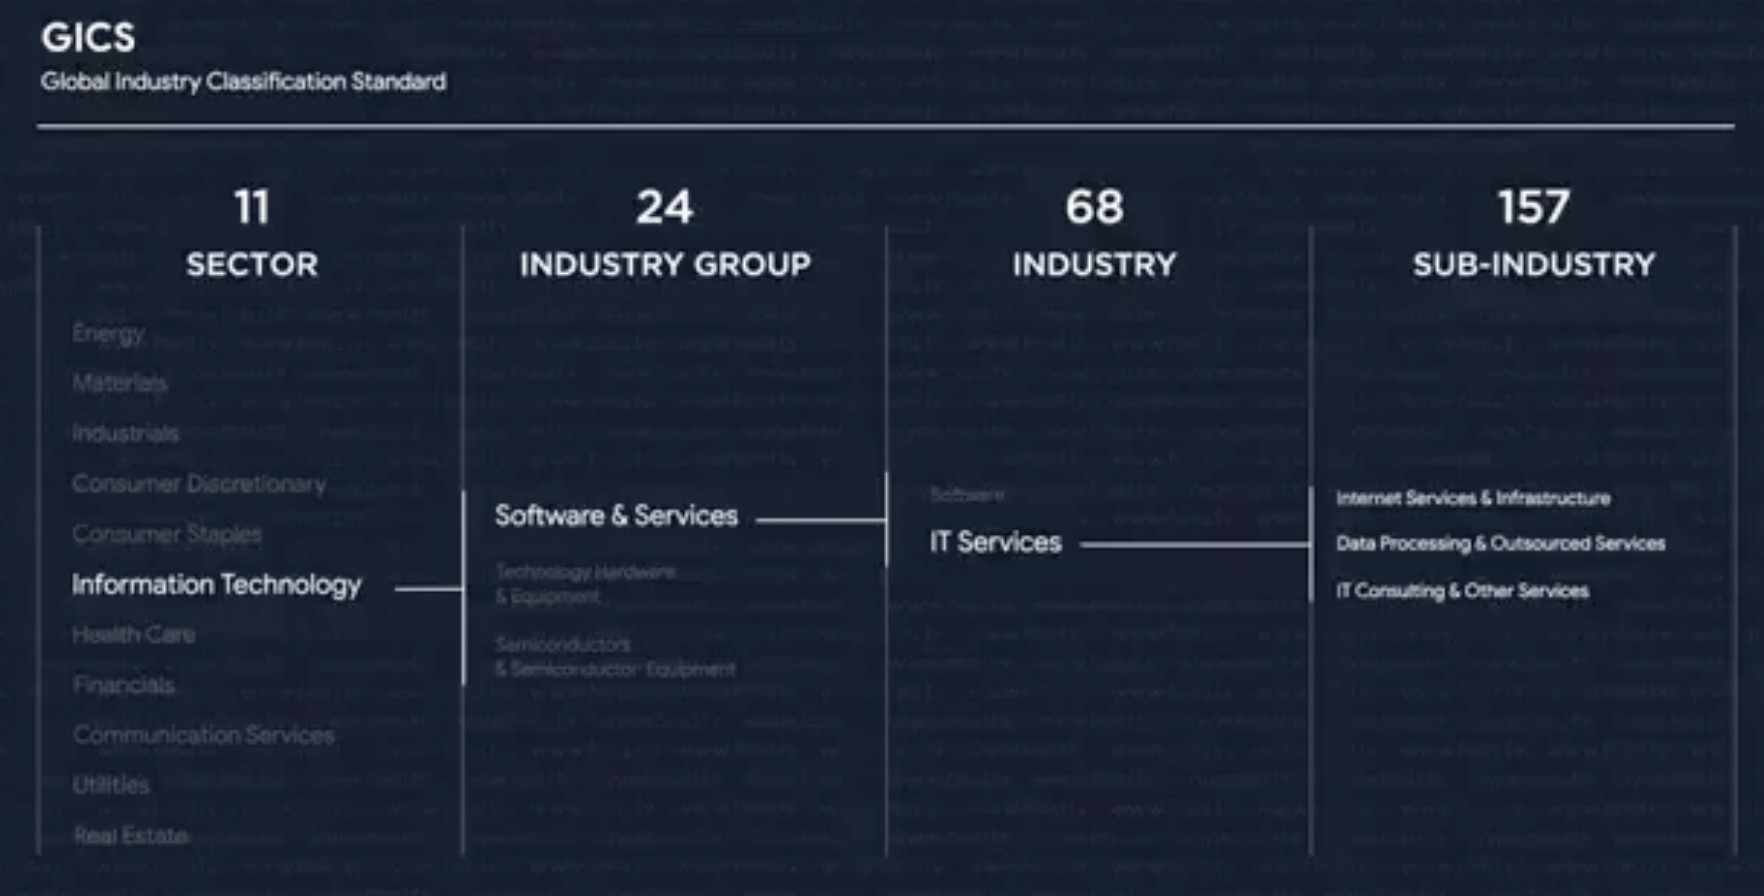 GICS
Global Industry Classification Standard
11
SECTOR
Energy
Materials
Industrials
Consumer Discretionary
Consumer Staples
Information Technology
Health Care
Financials
Communication Services
Utilities
Real Estate
24
INDUSTRY GROUP
Software & Services
Technology Hardware
& Equipment
Semiconductors
& Semiconductor Equipment
68
INDUSTRY
Software
IT Services
157
SUB-INDUSTRY
Internet Services & Infrastructure
Data Processing & Outsourced Services
IT Consulting & Other Services